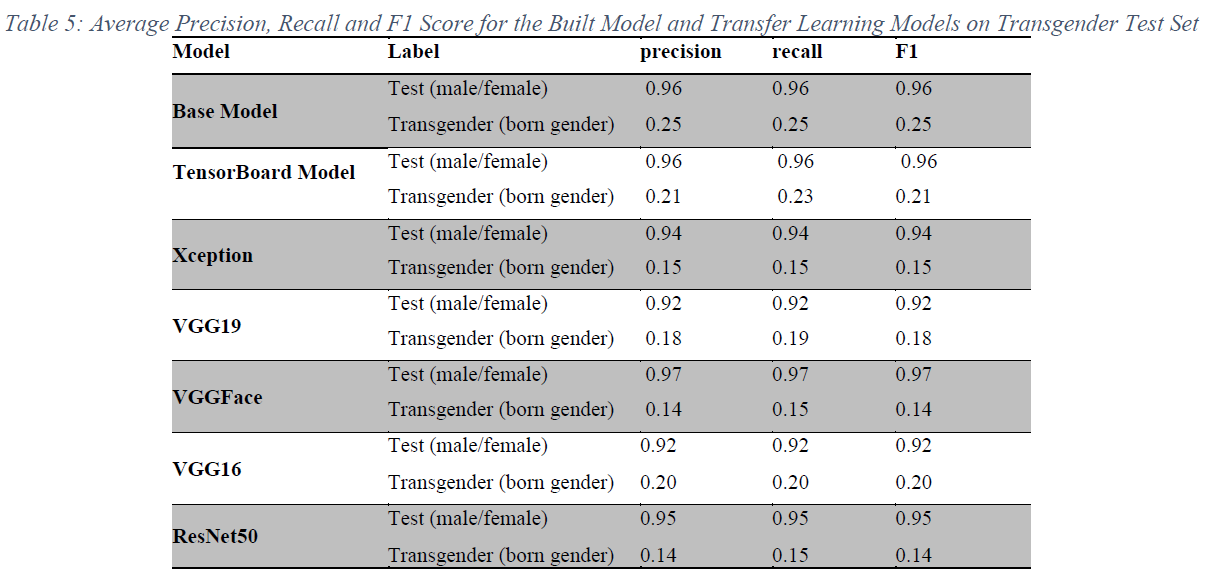 Table 5: Average Precision, Recall and F1 Score for the Built Model and Transfer Learning Models on Transgender Test Set
Model Label precision recall F1
Base Model
Test (male/female) 0.96 0.96 0.96
Transgender (born gender) 0.25 0.25 0.25
TensorBoard Model
Test (male/female) 0.96 0.96 0.96
Transgender (born gender) 0.21 0.23 0.21
Xception
Test (male/female) 0.94 0.94 0.94
Transgender (born gender) 0.15 0.15 0.15
VGG19
Test (male/female) 0.92 0.92 0.92
Transgender (born gender) 0.18 0.19 0.18
VGGFace
Test (male/female) 0.97 0.97 0.97
Transgender (born gender) 0.14 0.15 0.14
VGG16
Test (male/female) 0.92 0.92 0.92
Transgender (born gender) 0.20 0.20 0.20
ResNet50
Test (male/female) 0.95 0.95 0.95
Transgender (born gender) 0.14 0.15 0.14